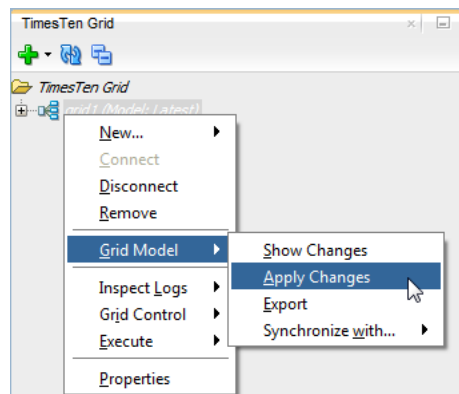 TimesTen Grid
TimesTen Grid
grid1 (Model: Latest)
New...
Connect
Disconnect
Remove
Grid Model
Show Changes
Apply Changes
Export
Synchronize with...
Inspect Logs
Grid Control
Execute
Properties